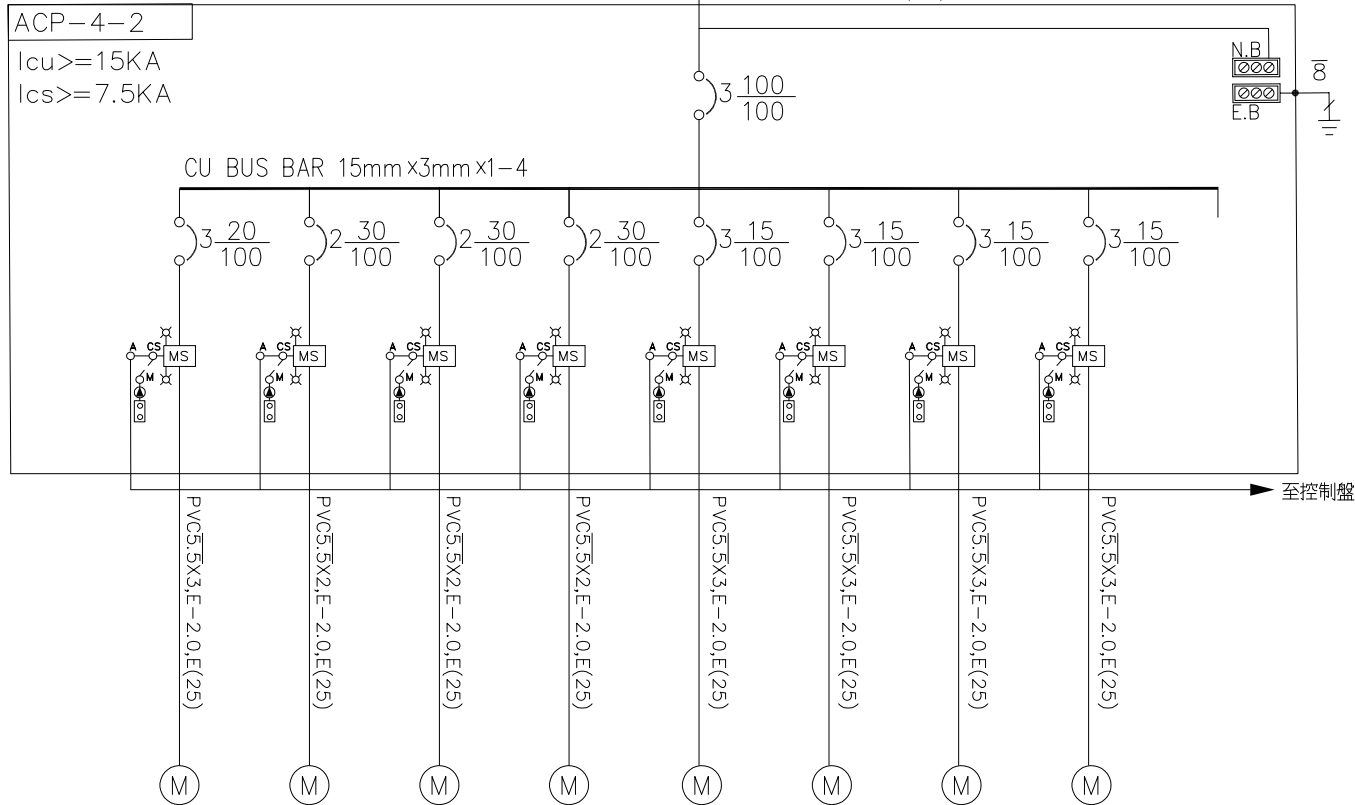 ACP-4-2
Icu>=15KA
Ics>=7.5KA
N.B
8
E.B
3 100/100
CU BUS BAR 15mm×3mm×1-4
3 20/100
2 30/100
2 30/100
2 30/100
3 15/100
3 15/100
3 15/100
3 15/100
A CS MS M
A CS MS M
A CS MS M
A CS MS M
A CS MS M
A CS MS M
A CS MS M
A CS MS M
至控制盤
PVC5.5X3,E-2.0,E(25)
PVC5.5X2,E-2.0,E(25)
PVC5.5X2,E-2.0,E(25)
PVC5.5X2,E-2.0,E(25)
PVC5.5X3,E-2.0,E(25)
PVC5.5X3,E-2.0,E(25)
PVC5.5X3,E-2.0,E(25)
PVC5.5X3,E-2.0,E(25)
M M M M M M M M